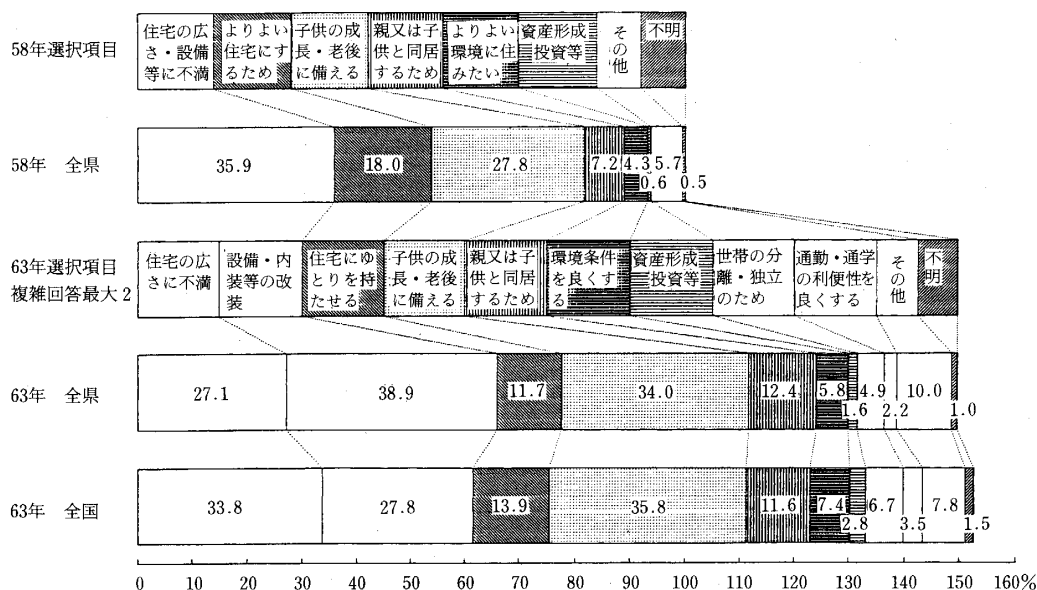 58年選択項目
住宅の広
さ・設備
等に不満
よりよい
住宅にす
るため
子供の成
長・老後
に備える
親又は子
供と同居
するため
よりよい
環境に住
みたい
資産形成
投資等
その他
不明
58年 全県
35.9
18.0
27.8
7.2
4.3
0.6
5.7
0.5
63年選択項目
複雑回答最大2
住宅の広
さに不満
設備・内
装等の改
装
住宅にゆ
とりを持
たせる
子供の成
長・老後
に備える
親又は子
供と同居
するため
環境条件
を良くす
る
資産形成
投資等
世帯の分
離・独立
のため
通勤・通学
の利便性を
良くする
その他
不明
63年 全県
27.1
38.9
11.7
34.0
12.4
5.8
1.6
4.9
2.2
10.0
1.0
63年 全国
33.8
27.8
13.9
35.8
11.6
7.4
2.8
6.7
3.5
7.8
1.5
0 10 20 30 40 50 60 70 80 90 100 110 120 130 140 150 160%